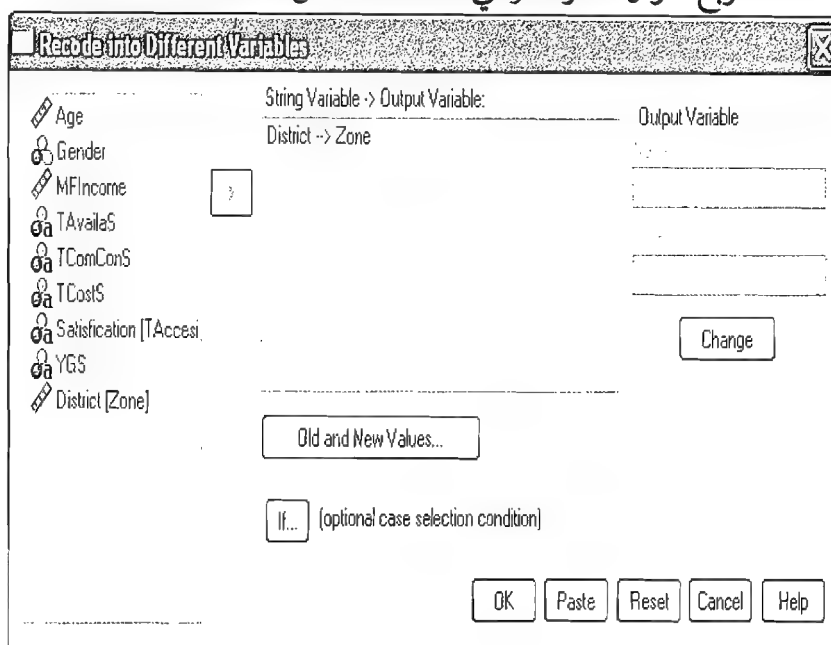 Recode into Different Variables
Age
Gender
MFIncome
TAvailaS
TComConS
TCostS
Satisfication [TAccesi
YGS
District [Zone]
String Variable -> Output Variable:
District --> Zone
Output Variable
Change
Old and New Values...
If...
(optional case selection condition)
OK
Paste
Reset
Cancel
Help